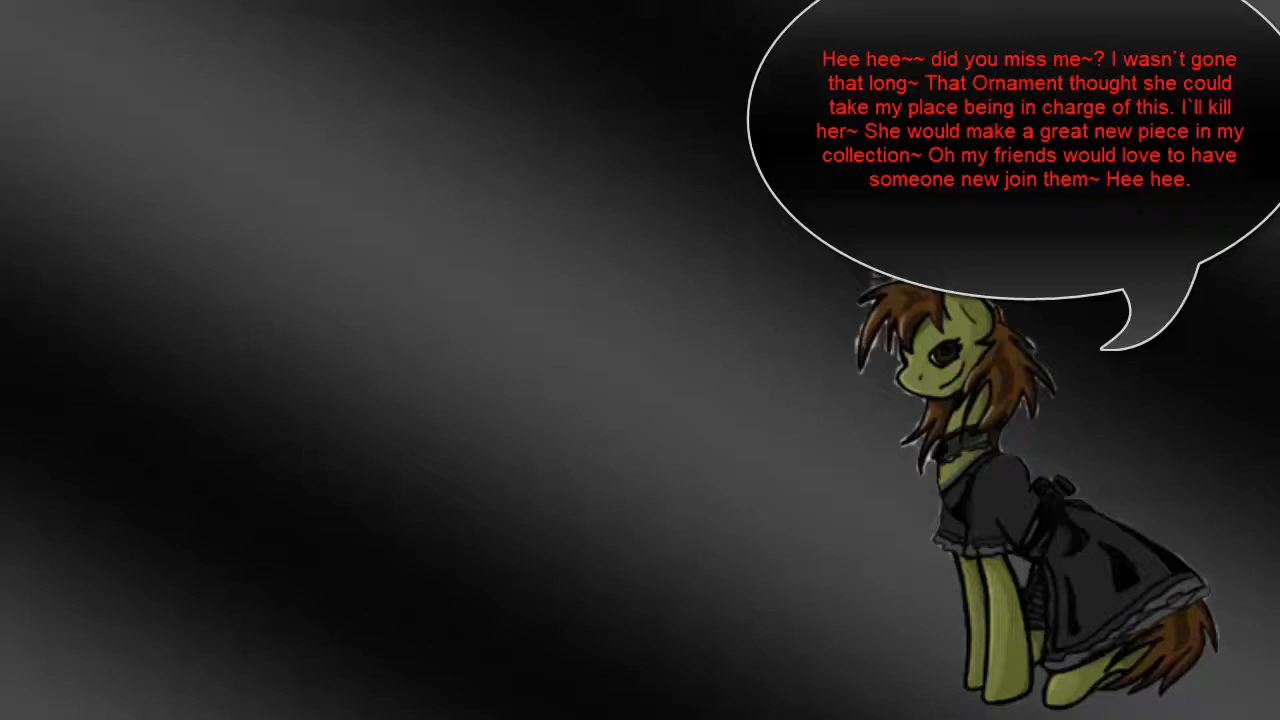 Hee hee~~ did you miss me~? I wasn`t gone
that long~ That Ornament thought she could
take my place being in charge of this. I`ll kill
her~ She would make a great new piece in my
collection~ Oh my friends would love to have
someone new join them~ Hee hee.